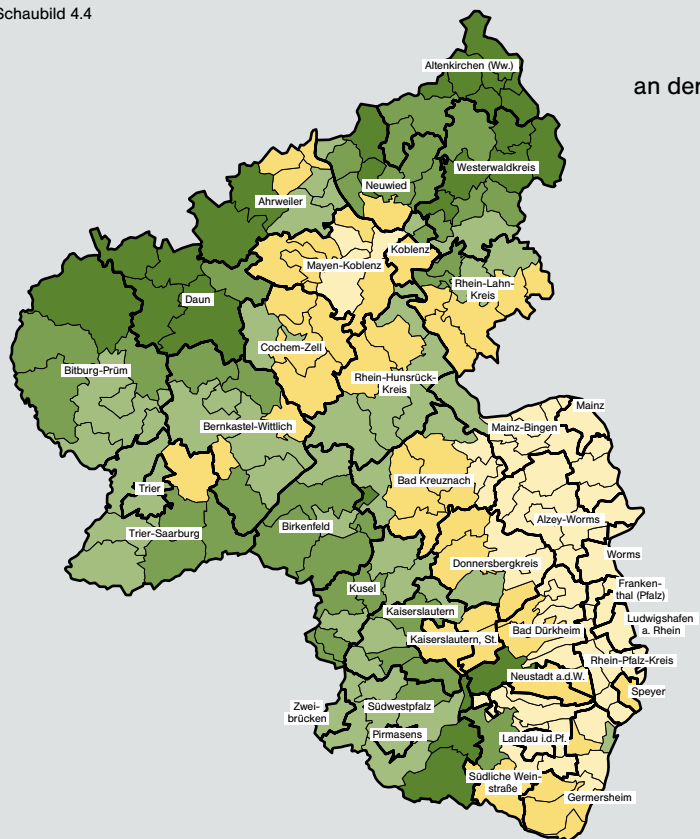 Schaubild 4.4
an der
Altenkirchen (Ww.)
Westerwaldkreis
Neuwied
Ahrweiler
Koblenz
Mayen-Koblenz
Rhein-Lahn-
Kreis
Daun
Cochem-Zell
Bitburg-Prüm
Rhein-Hunsrück-
Kreis
Mainz
Bernkastel-Wittlich
Mainz-Bingen
Bad Kreuznach
Trier
Alzey-Worms
Birkenfeld
Trier-Saarburg
Worms
Donnersbergkreis
Kusel
Franken-
thal (Pfalz)
Kaiserslautern
Ludwigshafen
a. Rhein
Kaiserslautern, St.
Bad Dürkheim
Rhein-Pfalz-Kreis
Neustadt a.d.W.
Speyer
Zwei-
brücken
Südwestpfalz
Pirmasens
Landau i.d.Pf.
Südliche Wein-
straße
Germersheim